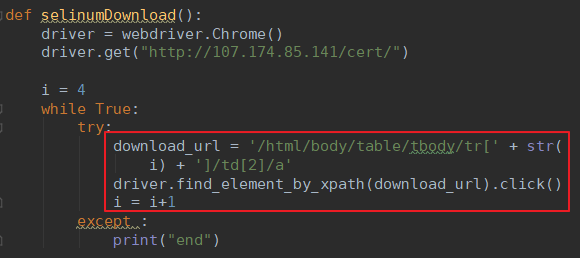 def selinumDownload():
    driver = webdriver.Chrome()
    driver.get("http://107.174.85.141/cert/")

    i = 4
    while True:
        try:
            download_url = '/html/body/table/tbody/tr[' + str(
                i) + ']/td[2]/a'
            driver.find_element_by_xpath(download_url).click()
            i = i+1
        except :
            print("end")